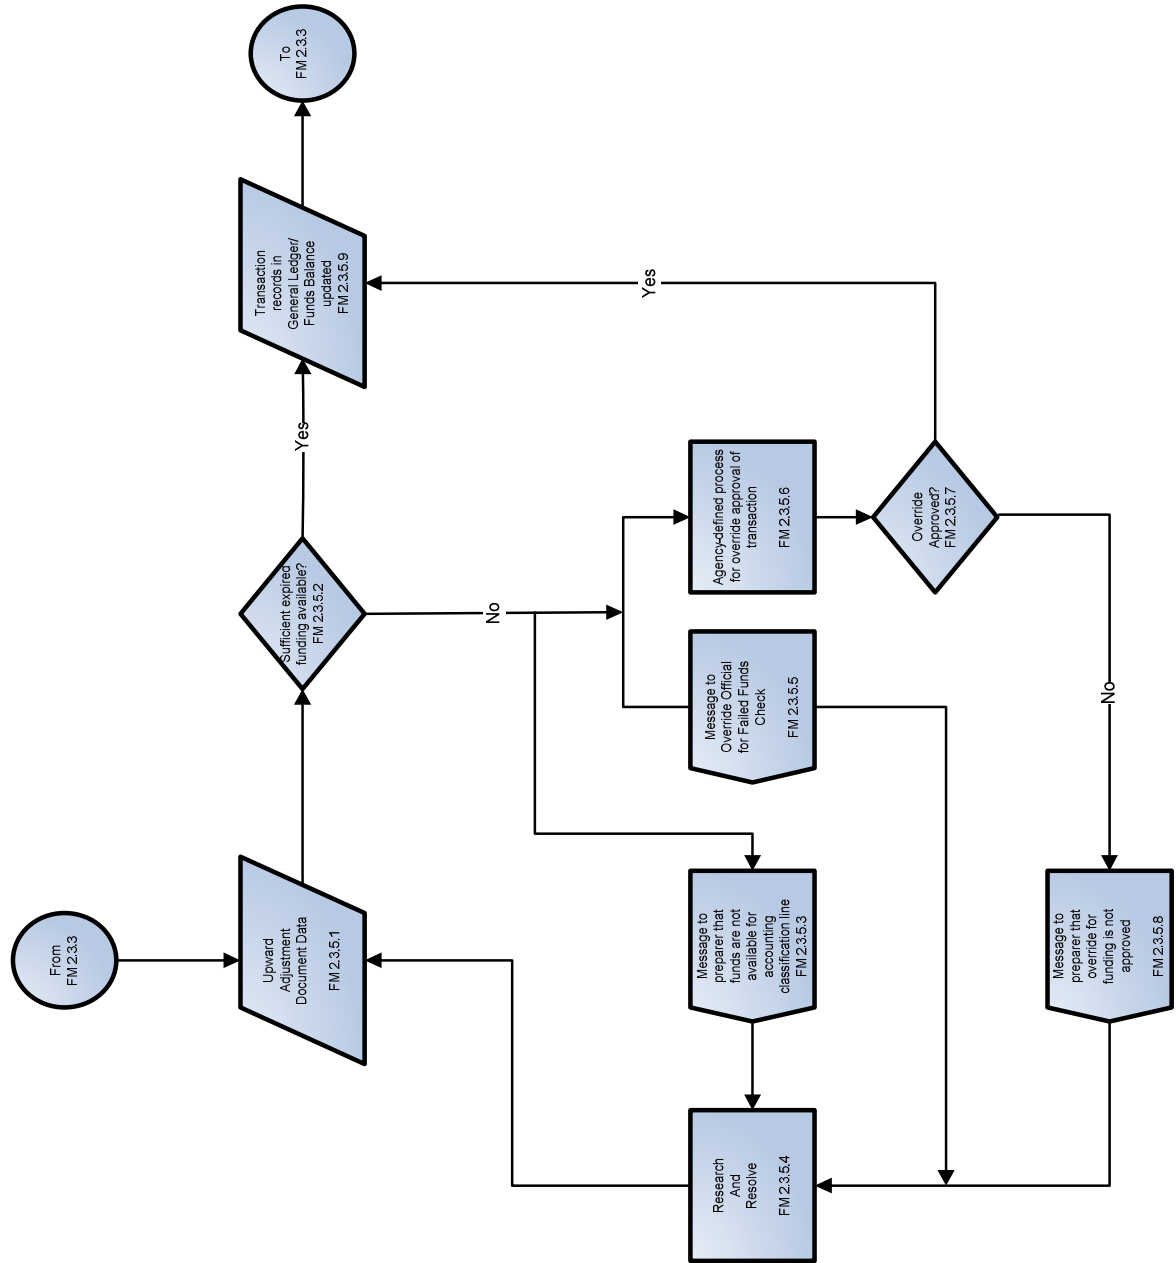 From
FM 2.3.3
Upward
Adjustment
Document Data
FM 2.3.5.1
Sufficient expired
funding available?
FM 2.3.5.2
Yes
Transaction
records in
General Ledger/
Funds Balance
updated
FM 2.3.5.9
To
FM 2.3.3
No
Research
And
Resolve
FM 2.3.5.4
Message to
preparer that
funds are not
available for
accounting
classification line
FM 2.3.5.3
Message to
Override Official
for Failed Funds
Check
FM 2.3.5.5
Agency-defined process
for override approval of
transaction
FM 2.3.5.6
Yes
Override
Approved?
FM 2.3.5.7
No
Message to
preparer that
override for
funding is not
approved
FM 2.3.5.8